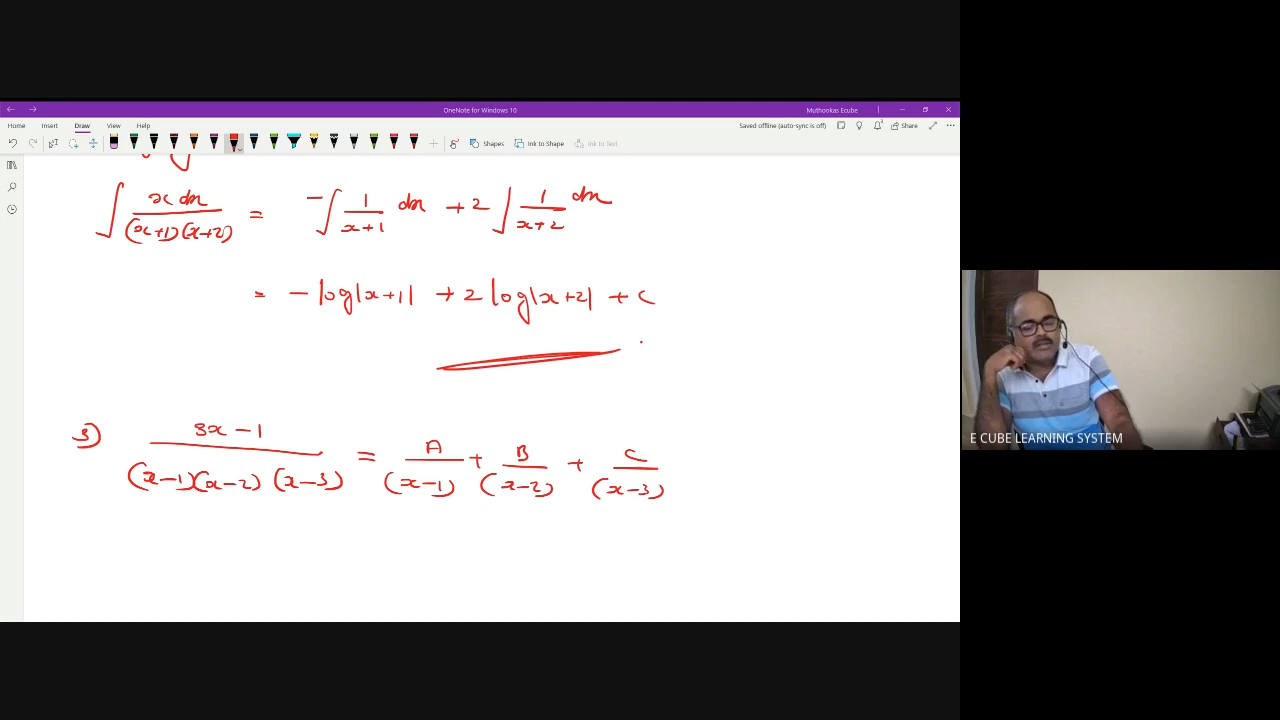 OneNote for Windows 10
Muthookas Ecube
Home Insert Draw View Help
Saved offline (auto-sync is off)
Share
Shapes
Ink to Shape
Ink to Text
∫ x dx / (x+1)(x+2) = -∫ 1/(x+1) dx + 2 ∫ 1/(x+2) dx
= - log|x+1| + 2 log|x+2| + C
3) 3x-1 / (x-1)(x-2)(x-3) = A/(x-1) + B/(x-2) + C/(x-3)
E CUBE LEARNING SYSTEM